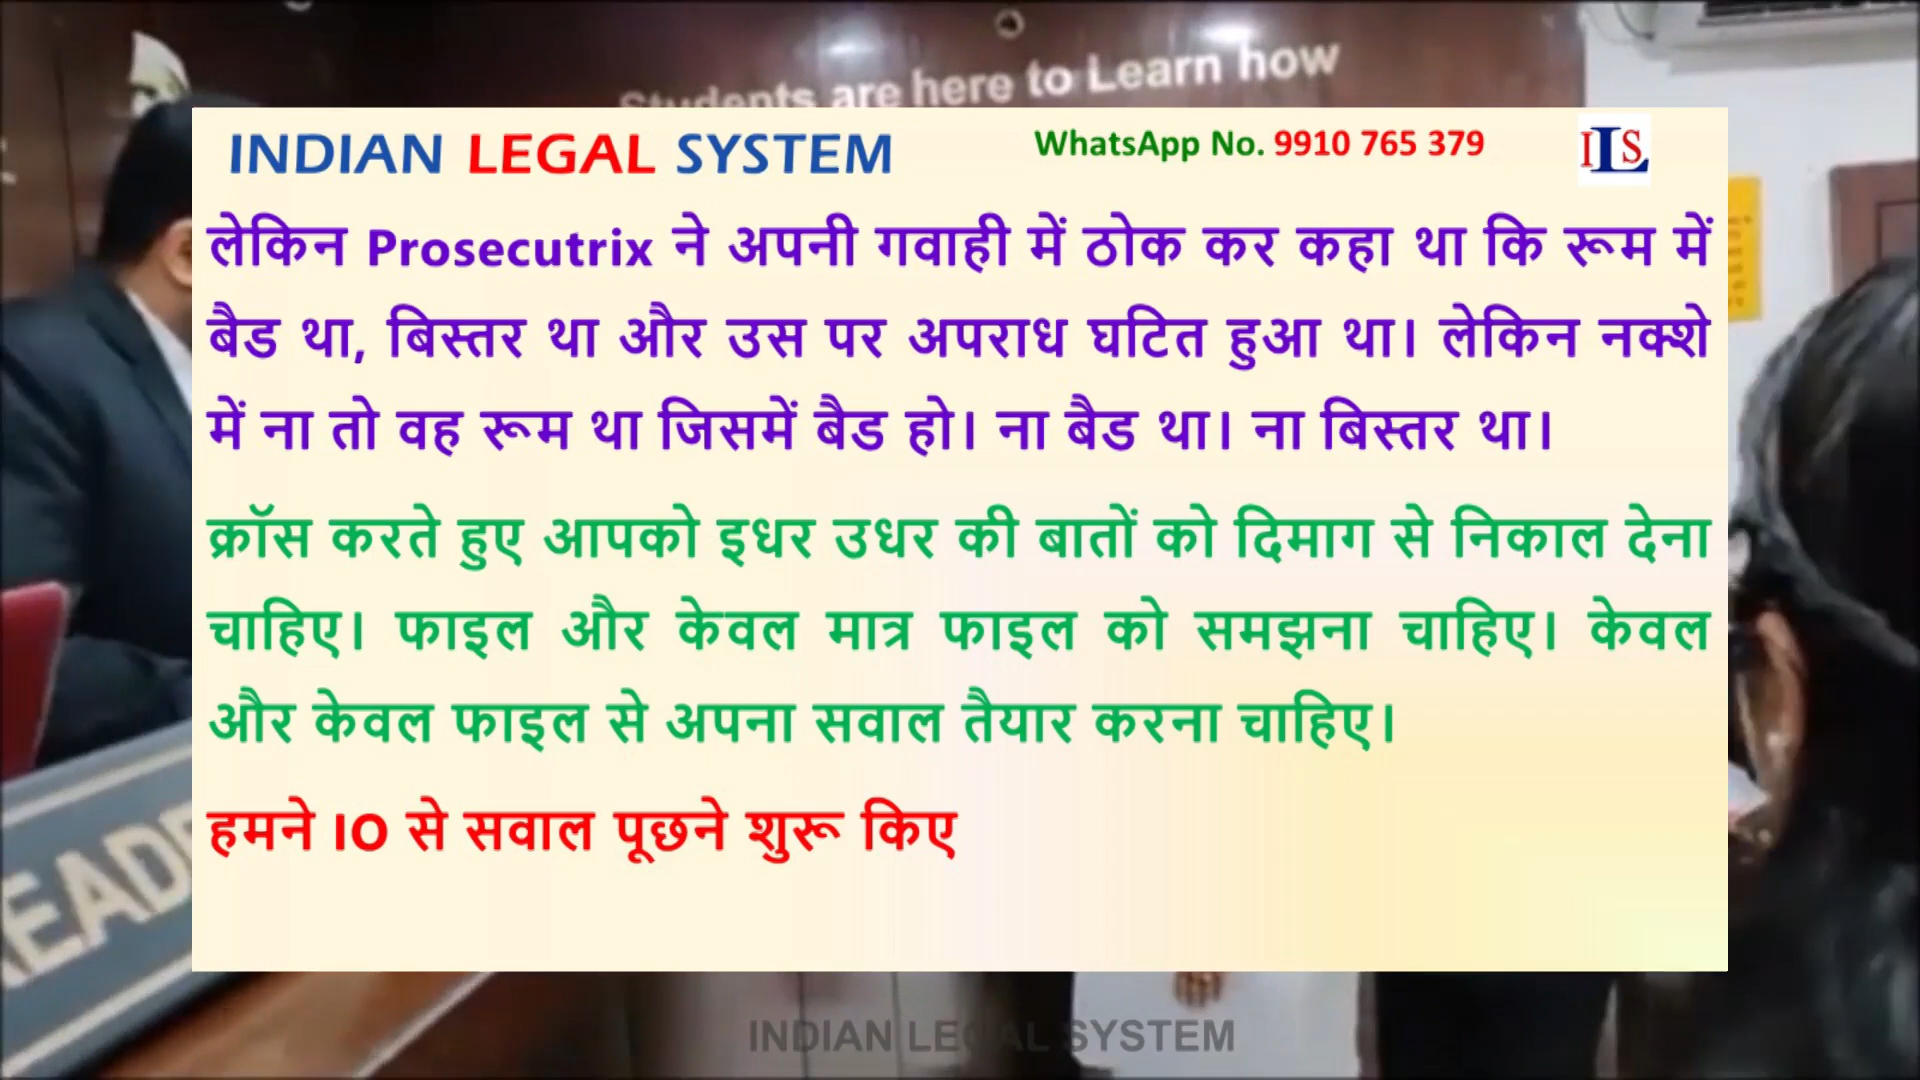 Students are here to Learn how
INDIAN LEGAL SYSTEM
WhatsApp No. 9910 765 379
ILS
लेकिन Prosecutrix ने अपनी गवाही में ठोक कर कहा था कि रूम में
बैड था, बिस्तर था और उस पर अपराध घटित हुआ था। लेकिन नक्शे
में ना तो वह रूम था जिसमें बैड हो। ना बैड था। ना बिस्तर था।
क्रॉस करते हुए आपको इधर उधर की बातों को दिमाग से निकाल देना
चाहिए। फाइल और केवल मात्र फाइल को समझना चाहिए। केवल
और केवल फाइल से अपना सवाल तैयार करना चाहिए।
हमने IO से सवाल पूछने शुरू किए
EADE
INDIAN LEGAL SYSTEM